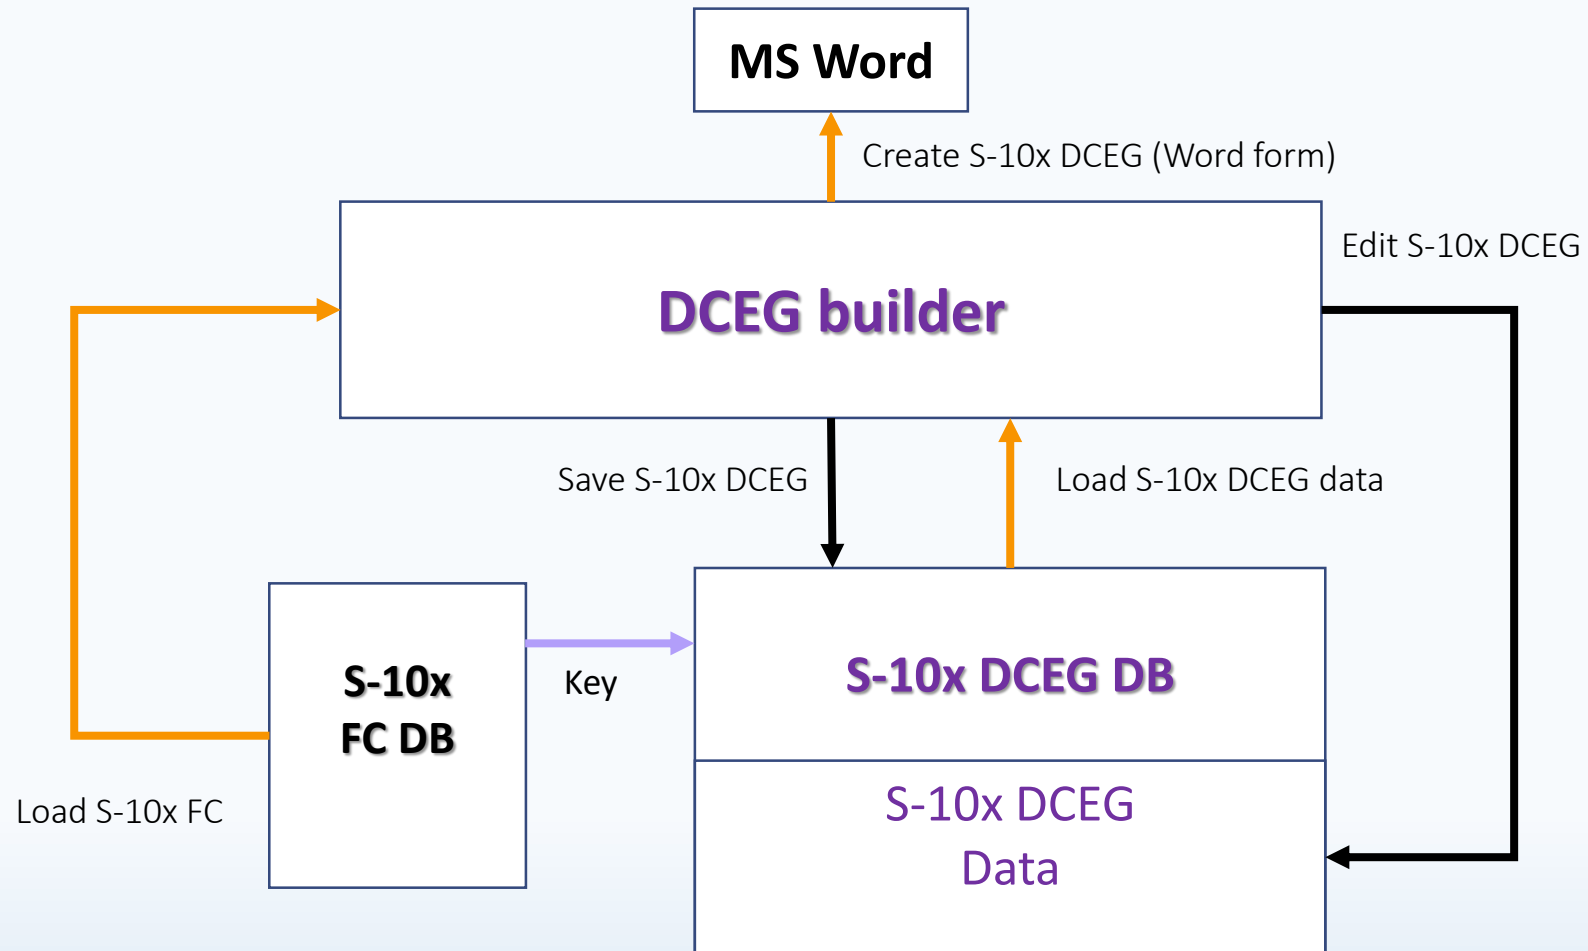 MS Word
Create S-10x DCEG (Word form)
Edit S-10x DCEG
DCEG builder
Save S-10x DCEG
Load S-10x DCEG data
S-10x
FC DB
Key
S-10x DCEG DB
Load S-10x FC
S-10x DCEG
Data